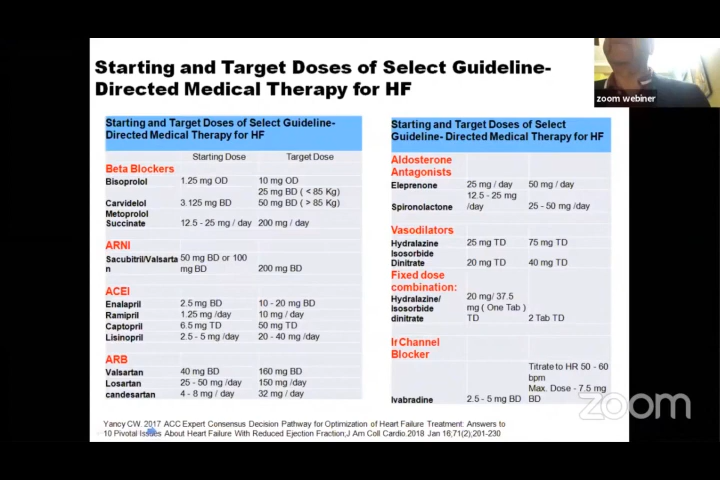 Starting and Target Doses of Select Guideline-
Directed Medical Therapy for HF
zoom webiner
Starting and Target Doses of Select Guideline-
Directed Medical Therapy for HF
Starting Dose Target Dose
Beta Blockers
Bisoprolol 1.25 mg OD 10 mg OD
25 mg BD ( < 85 Kg)
Carvidelol 3.125 mg BD 50 mg BD ( > 85 Kg)
Metoprolol
Succinate 12.5 - 25 mg / day 200 mg / day
ARNI
Sacubitril/Valsarta 50 mg BD or 100
n mg BD 200 mg BD
ACEI
Enalapril 2.5 mg BD 10 - 20 mg BD
Ramipril 1.25 mg /day 10 mg / day
Captopril 6.5 mg TD 50 mg TD
Lisinopril 2.5 - 5 mg /day 20 - 40 mg /day
ARB
Valsartan 40 mg BD 160 mg BD
Losartan 25 - 50 mg /day 150 mg /day
candesartan 4 - 8 mg / day 32 mg / day
Starting and Target Doses of Select
Guideline- Directed Medical Therapy for HF
Aldosterone
Antagonists
Eleprenone 25 mg / day 50 mg / day
12.5 - 25 mg
Spironolactone /day 25 - 50 mg /day
Vasodilators
Hydralazine 25 mg TD 75 mg TD
Isosorbide
Dinitrate 20 mg TD 40 mg TD
Fixed dose
combination:
Hydralazine/ 20 mg/ 37.5
Isosorbide mg ( One Tab )
dinitrate TD 2 Tab TD
Ir Channel
Blocker
Titrate to HR 50 - 60
bpm
Max. Dose - 7.5 mg
Ivabradine 2.5 - 5 mg BD BD
zoom
Yancy CW. 2017 ACC Expert Consensus Decision Pathway for Optimization of Heart Failure Treatment: Answers to
10 Pivotal Issues About Heart Failure With Reduced Ejection Fraction;J Am Coll Cardio.2018 Jan 16;71(2);201-230